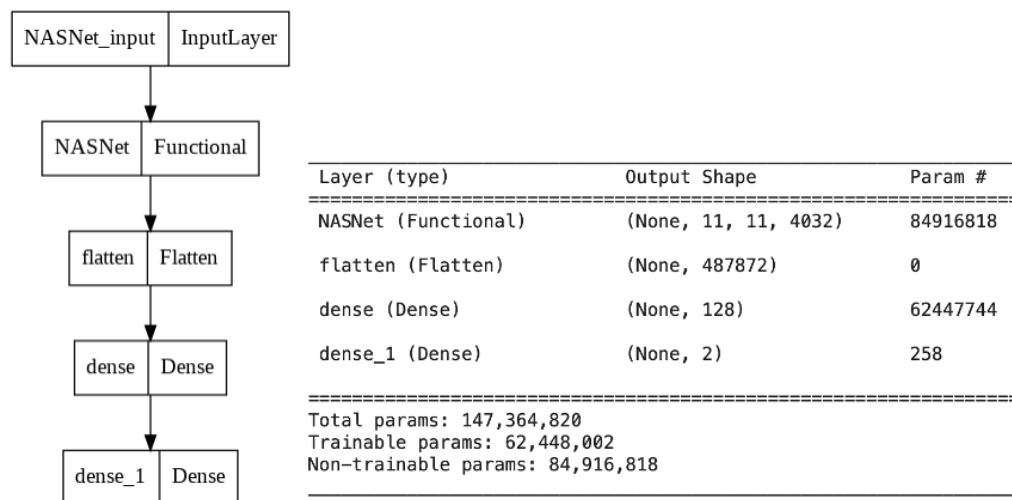 NASNet_input InputLayer
NASNet Functional
flatten Flatten
dense Dense
dense_1 Dense
Layer (type) Output Shape Param #
NASNet (Functional) (None, 11, 11, 4032) 84916818
flatten (Flatten) (None, 487872) 0
dense (Dense) (None, 128) 62447744
dense_1 (Dense) (None, 2) 258
Total params: 147,364,820
Trainable params: 62,448,002
Non-trainable params: 84,916,818